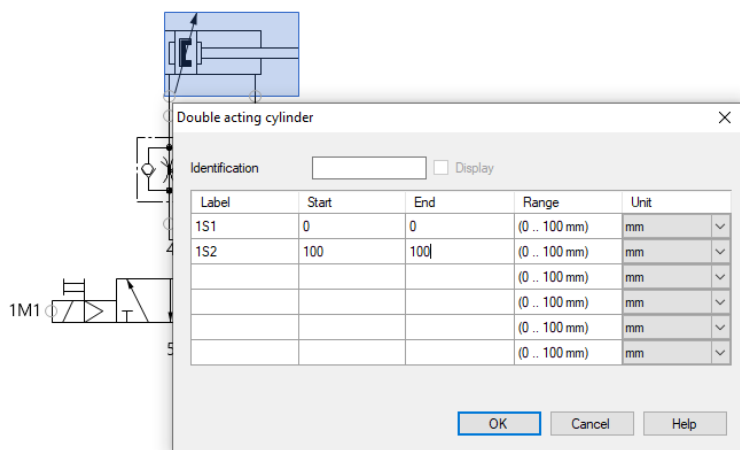 Double acting cylinder
Identification Display
Label Start End Range Unit
1S1 0 0 (0 .. 100 mm) mm
1S2 100 100 (0 .. 100 mm) mm
(0 .. 100 mm) mm
(0 .. 100 mm) mm
(0 .. 100 mm) mm
(0 .. 100 mm) mm
4
1M1
5
OK Cancel Help